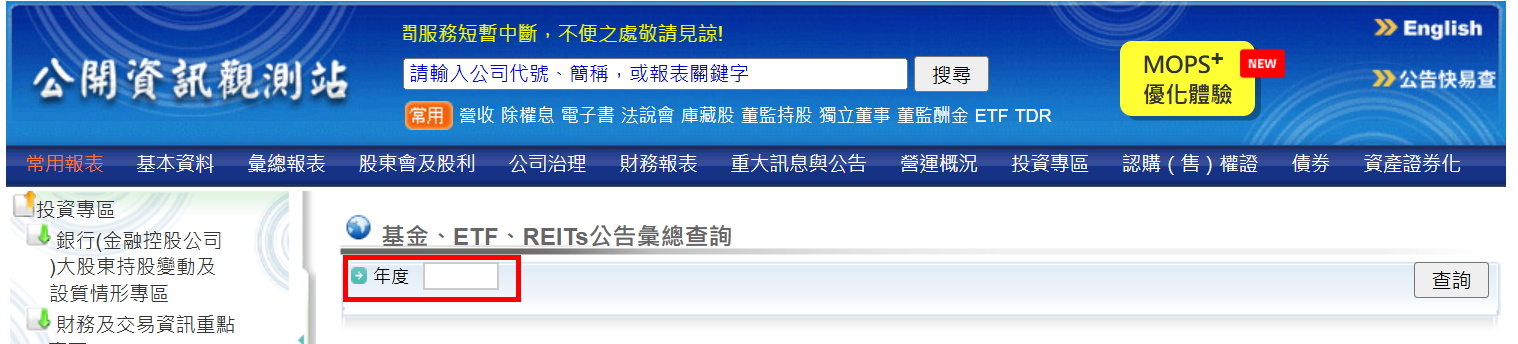 間服務短暫中斷，不便之處敬請見諒!
English
公開資訊觀測站
請輸入公司代號、簡稱，或報表關鍵字
搜尋
MOPS+
優化體驗
NEW
公告快易查
常用 營收 除權息 電子書 法說會 庫藏股 董監持股 獨立董事 董監酬金 ETF TDR
常用報表 基本資料 彙總報表 股東會及股利 公司治理 財務報表 重大訊息與公告 營運概況 投資專區 認購（售）權證 債券 資產證券化
投資專區
銀行(金融控股公司
)大股東持股變動及
設質情形專區
財務及交易資訊重點
基金、ETF、REITs公告彙總查詢
年度
查詢